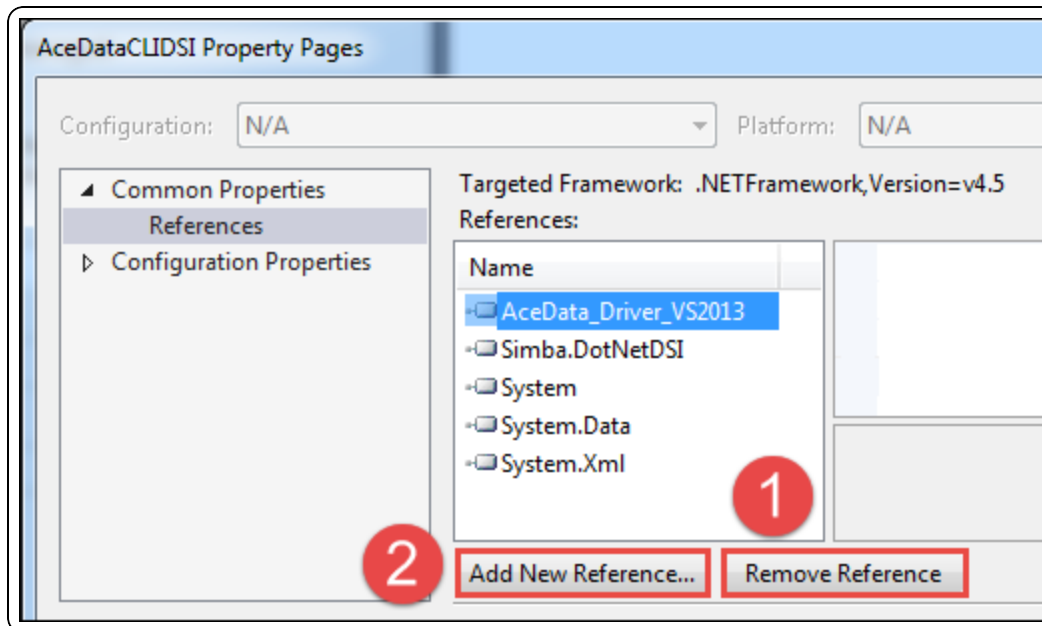 AceDataCLIDSI Property Pages
Configuration: N/A Platform: N/A
Common Properties
References
Configuration Properties
Targeted Framework: .NETFramework,Version=v4.5
References:
Name
AceData_Driver_VS2013
Simba.DotNetDSI
System
System.Data
System.Xml
1
2
Add New Reference... Remove Reference